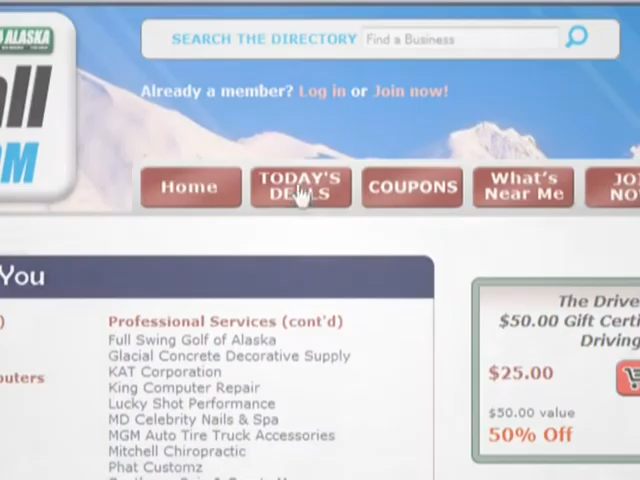 ALASKA
all
OM
SEARCH THE DIRECTORY Find a Business
Already a member? Log in or Join now!
Home
TODAY'S
DEALS
COUPONS
What's
Near Me
You
)
Professional Services (cont'd)
Full Swing Golf of Alaska
Glacial Concrete Decorative Supply
KAT Corporation
King Computer Repair
Lucky Shot Performance
MD Celebrity Nails & Spa
MGM Auto Tire Truck Accessories
Mitchell Chiropractic
Phat Customz
The Drive
$50.00 Gift Certi
Driving
$25.00
$50.00 value
50% Off